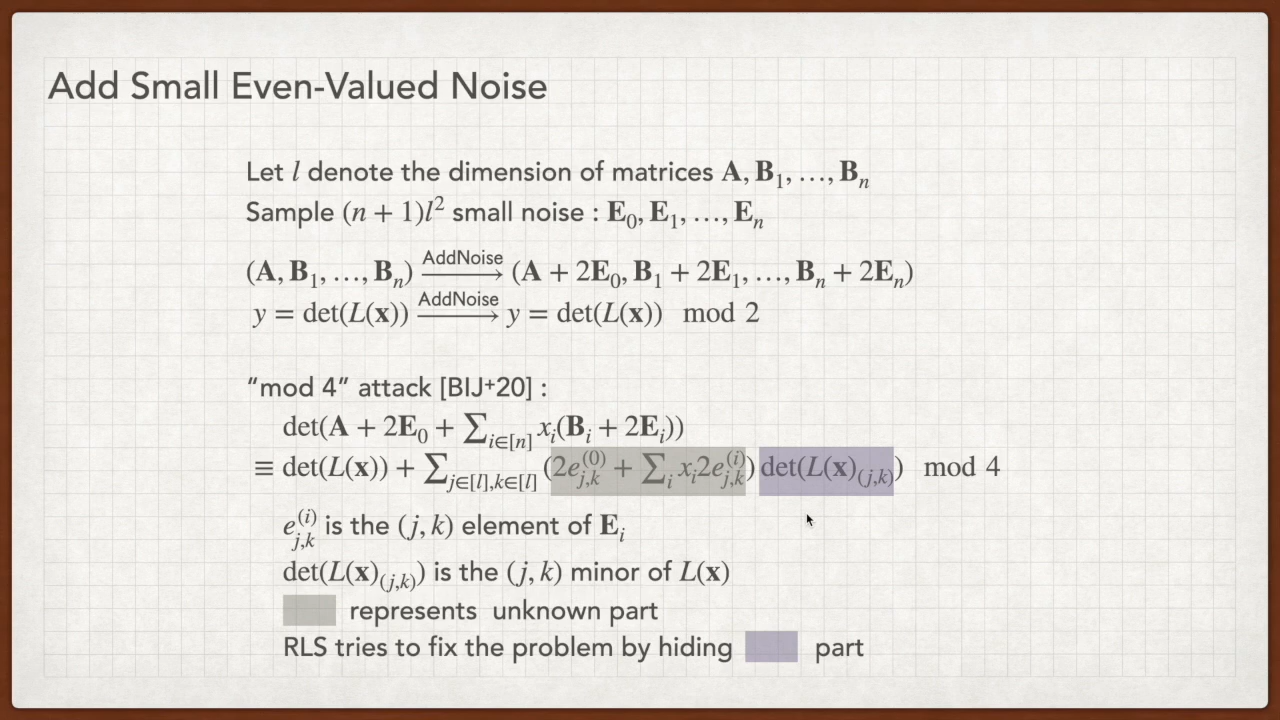 Add Small Even-Valued Noise
Let l denote the dimension of matrices A, B₁, …, Bₙ
Sample (n + 1)l² small noise : E₀, E₁, …, Eₙ
(A, B₁, …, Bₙ) —AddNoise→ (A + 2E₀, B₁ + 2E₁, …, Bₙ + 2Eₙ)
y = det(L(x)) —AddNoise→ y = det(L(x)) mod 2
“mod 4” attack [BIJ⁺20] :
det(A + 2E₀ + ∑_{i∈[n]} xᵢ(Bᵢ + 2Eᵢ))
≡ det(L(x)) + ∑_{j∈[l],k∈[l]} (2e_{j,k}^{(0)} + ∑ᵢ xᵢ2e_{j,k}^{(i)}) det(L(x)_{(j,k)}) mod 4
e_{j,k}^{(i)} is the (j, k) element of Eᵢ
det(L(x)_{(j,k)}) is the (j, k) minor of L(x)
represents unknown part
RLS tries to fix the problem by hiding part